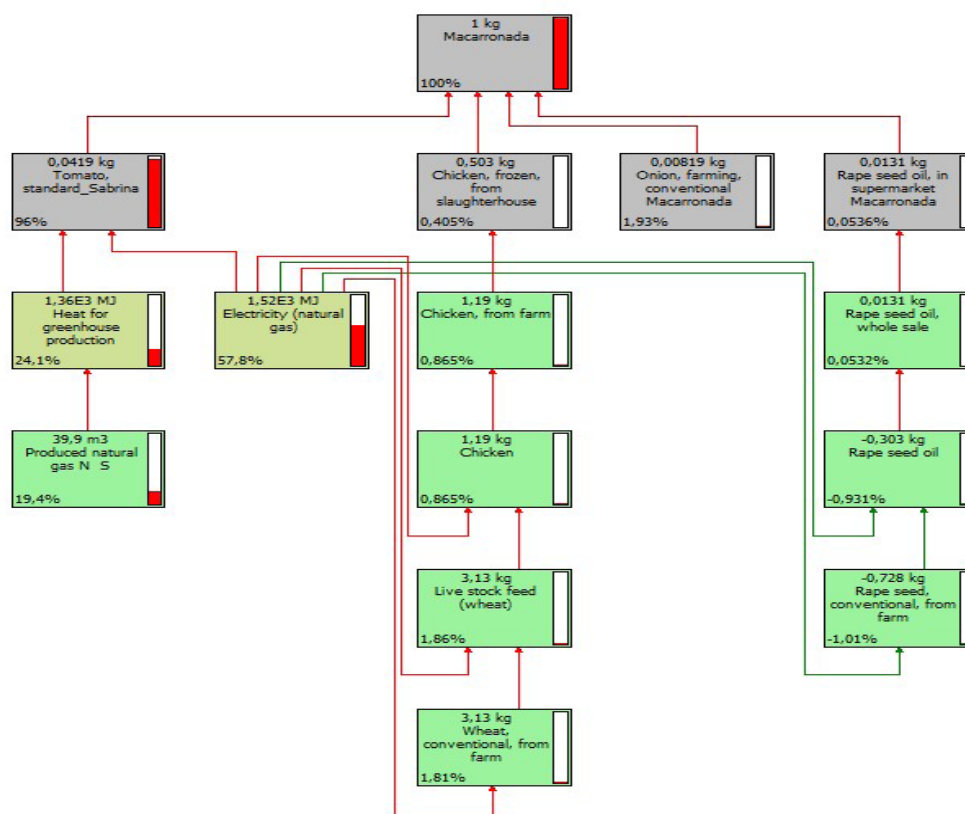 1 kg
Macarronada
100%
0,0419 kg
Tomato,
standard_Sabrina
96%
0,503 kg
Chicken, frozen,
from
slaughterhouse
0,405%
0,00819 kg
Onion, farming,
conventional
Macarronada
1,93%
0,0131 kg
Rape seed oil, in
supermarket
Macarronada
0,0536%
1,36E3 MJ
Heat for
greenhouse
production
24,1%
1,52E3 MJ
Electricity (natural
gas)
57,8%
1,19 kg
Chicken, from farm
0,865%
0,0131 kg
Rape seed oil,
whole sale
0,0532%
39,9 m3
Produced natural
gas N S
19,4%
1,19 kg
Chicken
0,865%
-0,303 kg
Rape seed oil
-0,931%
3,13 kg
Live stock feed
(wheat)
1,86%
-0,728 kg
Rape seed,
conventional, from
farm
-1,01%
3,13 kg
Wheat,
conventional, from
farm
1,81%